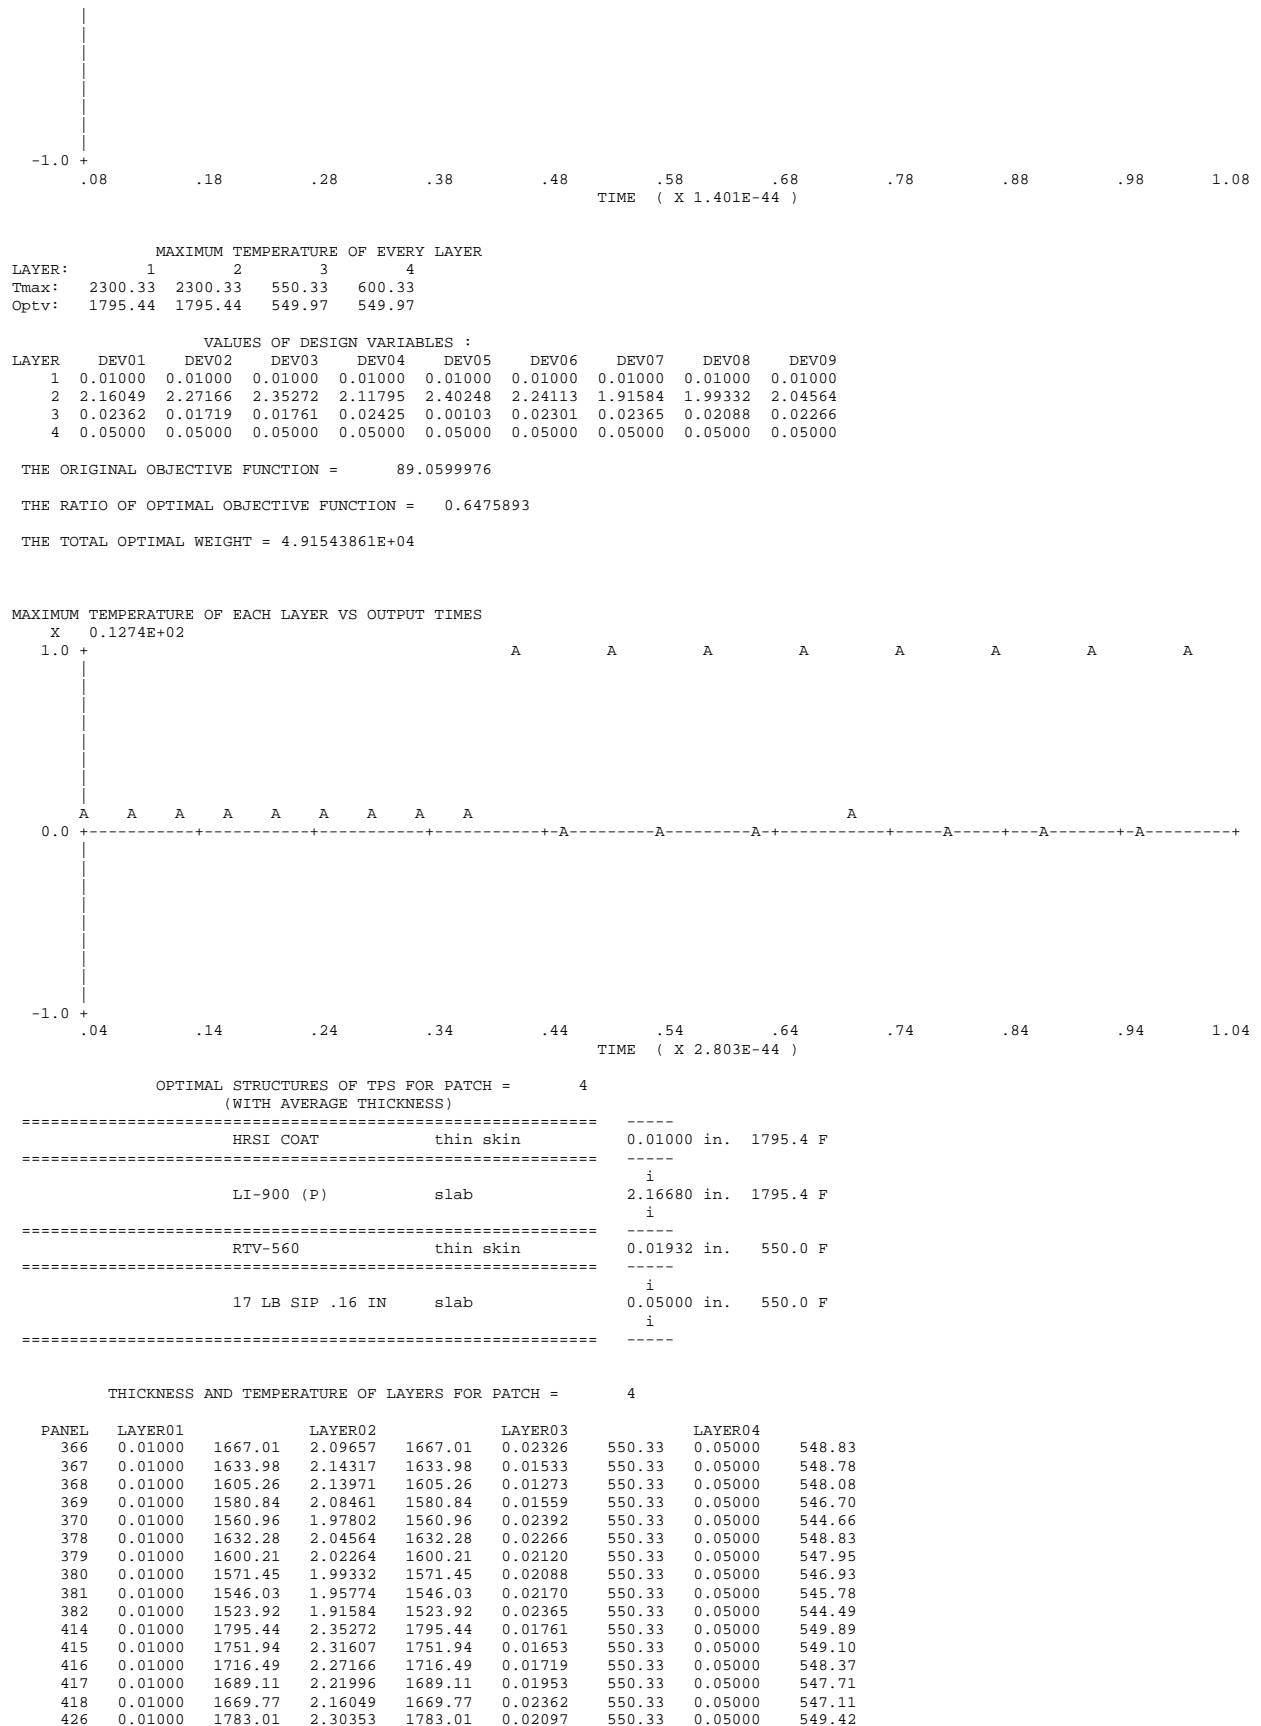 -1.0 +
.08 .18 .28 .38 .48 .58 .68 .78 .88 .98 1.08
TIME ( X 1.401E-44 )
MAXIMUM TEMPERATURE OF EVERY LAYER
LAYER: 1 2 3 4
Tmax: 2300.33 2300.33 550.33 600.33
Optv: 1795.44 1795.44 549.97 549.97
VALUES OF DESIGN VARIABLES :
LAYER DEV01 DEV02 DEV03 DEV04 DEV05 DEV06 DEV07 DEV08 DEV09
1 0.01000 0.01000 0.01000 0.01000 0.01000 0.01000 0.01000 0.01000 0.01000
2 2.16049 2.27166 2.35272 2.11795 2.40248 2.24113 1.91584 1.99332 2.04564
3 0.02362 0.01719 0.01761 0.02425 0.00103 0.02301 0.02365 0.02088 0.02266
4 0.05000 0.05000 0.05000 0.05000 0.05000 0.05000 0.05000 0.05000 0.05000
THE ORIGINAL OBJECTIVE FUNCTION = 89.0599976
THE RATIO OF OPTIMAL OBJECTIVE FUNCTION = 0.6475893
THE TOTAL OPTIMAL WEIGHT = 4.91543861E+04
MAXIMUM TEMPERATURE OF EACH LAYER VS OUTPUT TIMES
X 0.1274E+02
1.0 + A A A A A A A A
A A A A A A A A A A
0.0 +-----------+-----------+-----------+-----------+-A---------A---------A-+-----------+-----A-----+---A-------+-A---------+
-1.0 +
.04 .14 .24 .34 .44 .54 .64 .74 .84 .94 1.04
TIME ( X 2.803E-44 )
OPTIMAL STRUCTURES OF TPS FOR PATCH = 4
(WITH AVERAGE THICKNESS)
============================================================ -----
HRSI COAT thin skin 0.01000 in. 1795.4 F
============================================================ -----
i
LI-900 (P) slab 2.16680 in. 1795.4 F
i
============================================================ -----
RTV-560 thin skin 0.01932 in. 550.0 F
============================================================ -----
i
17 LB SIP .16 IN slab 0.05000 in. 550.0 F
i
============================================================ -----
THICKNESS AND TEMPERATURE OF LAYERS FOR PATCH = 4
PANEL LAYER01 LAYER02 LAYER03 LAYER04
366 0.01000 1667.01 2.09657 1667.01 0.02326 550.33 0.05000 548.83
367 0.01000 1633.98 2.14317 1633.98 0.01533 550.33 0.05000 548.78
368 0.01000 1605.26 2.13971 1605.26 0.01273 550.33 0.05000 548.08
369 0.01000 1580.84 2.08461 1580.84 0.01559 550.33 0.05000 546.70
370 0.01000 1560.96 1.97802 1560.96 0.02392 550.33 0.05000 544.66
378 0.01000 1632.28 2.04564 1632.28 0.02266 550.33 0.05000 548.83
379 0.01000 1600.21 2.02264 1600.21 0.02120 550.33 0.05000 547.95
380 0.01000 1571.45 1.99332 1571.45 0.02088 550.33 0.05000 546.93
381 0.01000 1546.03 1.95774 1546.03 0.02170 550.33 0.05000 545.78
382 0.01000 1523.92 1.91584 1523.92 0.02365 550.33 0.05000 544.49
414 0.01000 1795.44 2.35272 1795.44 0.01761 550.33 0.05000 549.89
415 0.01000 1751.94 2.31607 1751.94 0.01653 550.33 0.05000 549.10
416 0.01000 1716.49 2.27166 1716.49 0.01719 550.33 0.05000 548.37
417 0.01000 1689.11 2.21996 1689.11 0.01953 550.33 0.05000 547.71
418 0.01000 1669.77 2.16049 1669.77 0.02362 550.33 0.05000 547.11
426 0.01000 1783.01 2.30353 1783.01 0.02097 550.33 0.05000 549.42